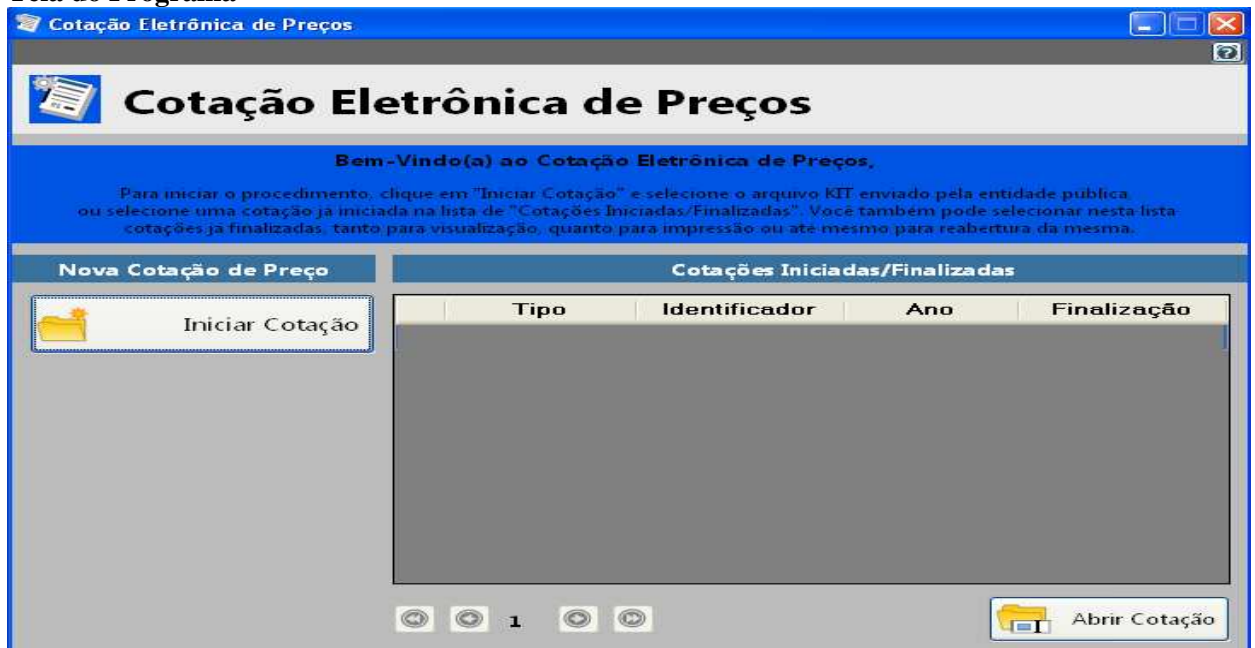 Tela do Programa
Cotação Eletrônica de Preços
Cotação Eletrônica de Preços
Bem-Vindo(a) ao Cotação Eletrônica de Preços,
Para iniciar o procedimento, clique em "Iniciar Cotação" e selecione o arquivo KIT enviado pela entidade pública,
ou selecione uma cotação já iniciada na lista de "Cotações Iniciadas/Finalizadas". Você também pode selecionar nesta lista
cotações já finalizadas, tanto para visualização, quanto para impressão ou até mesmo para reabertura da mesma.
Nova Cotação de Preço
Cotações Iniciadas/Finalizadas
Iniciar Cotação
Tipo Identificador Ano Finalização
1
Abrir Cotação